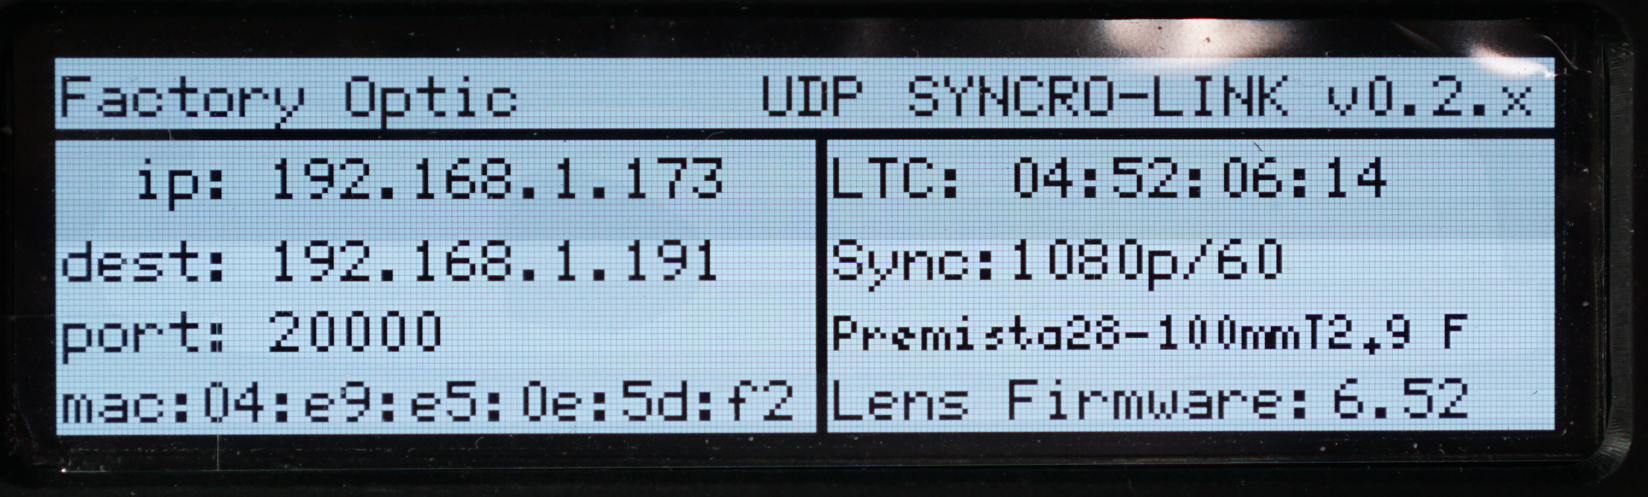 Factory Optic UDP SYNCRO-LINK v0.2.x
ip: 192.168.1.173
dest: 192.168.1.191
port: 20000
mac:04:e9:e5:0e:5d:f2
LTC: 04:52:06:14
Sync:1080p/60
Premista28-100mmT2.9 F
Lens Firmware: 6.52